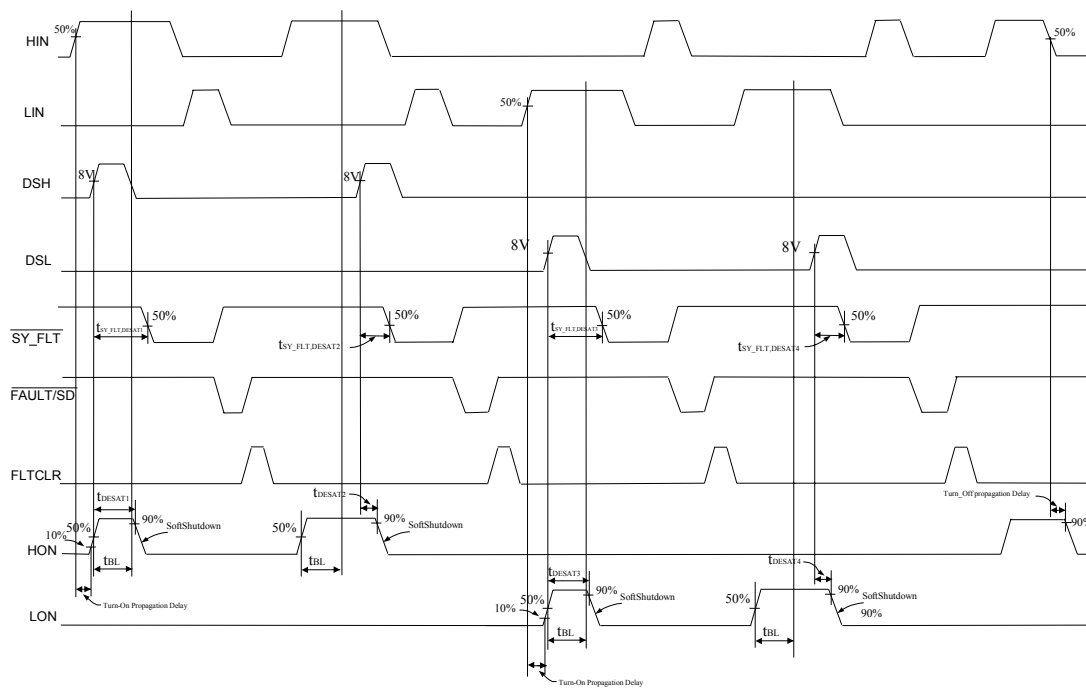 HIN
50%
50%
LIN
50%
DSH
8V
8V
DSL
8V
8V
SY_FLT
tSY_FLT,DESAT1
50%
tSY_FLT,DESAT2
50%
tSY_FLT,DESAT3
50%
tSY_FLT,DESAT4
50%
FAULT/SD
FLTCLR
HON
10%
50%
tDESAT1
90%
SoftShutdown
tBL
Turn-On Propagation Delay
50%
tBL
tDESAT2
90%
SoftShutdown
Turn_Off propagation Delay
90%
LON
10%
50%
tDESAT3
90%
SoftShutdown
tBL
Turn-On Propagation Delay
50%
tBL
tDESAT4
90%
SoftShutdown
90%